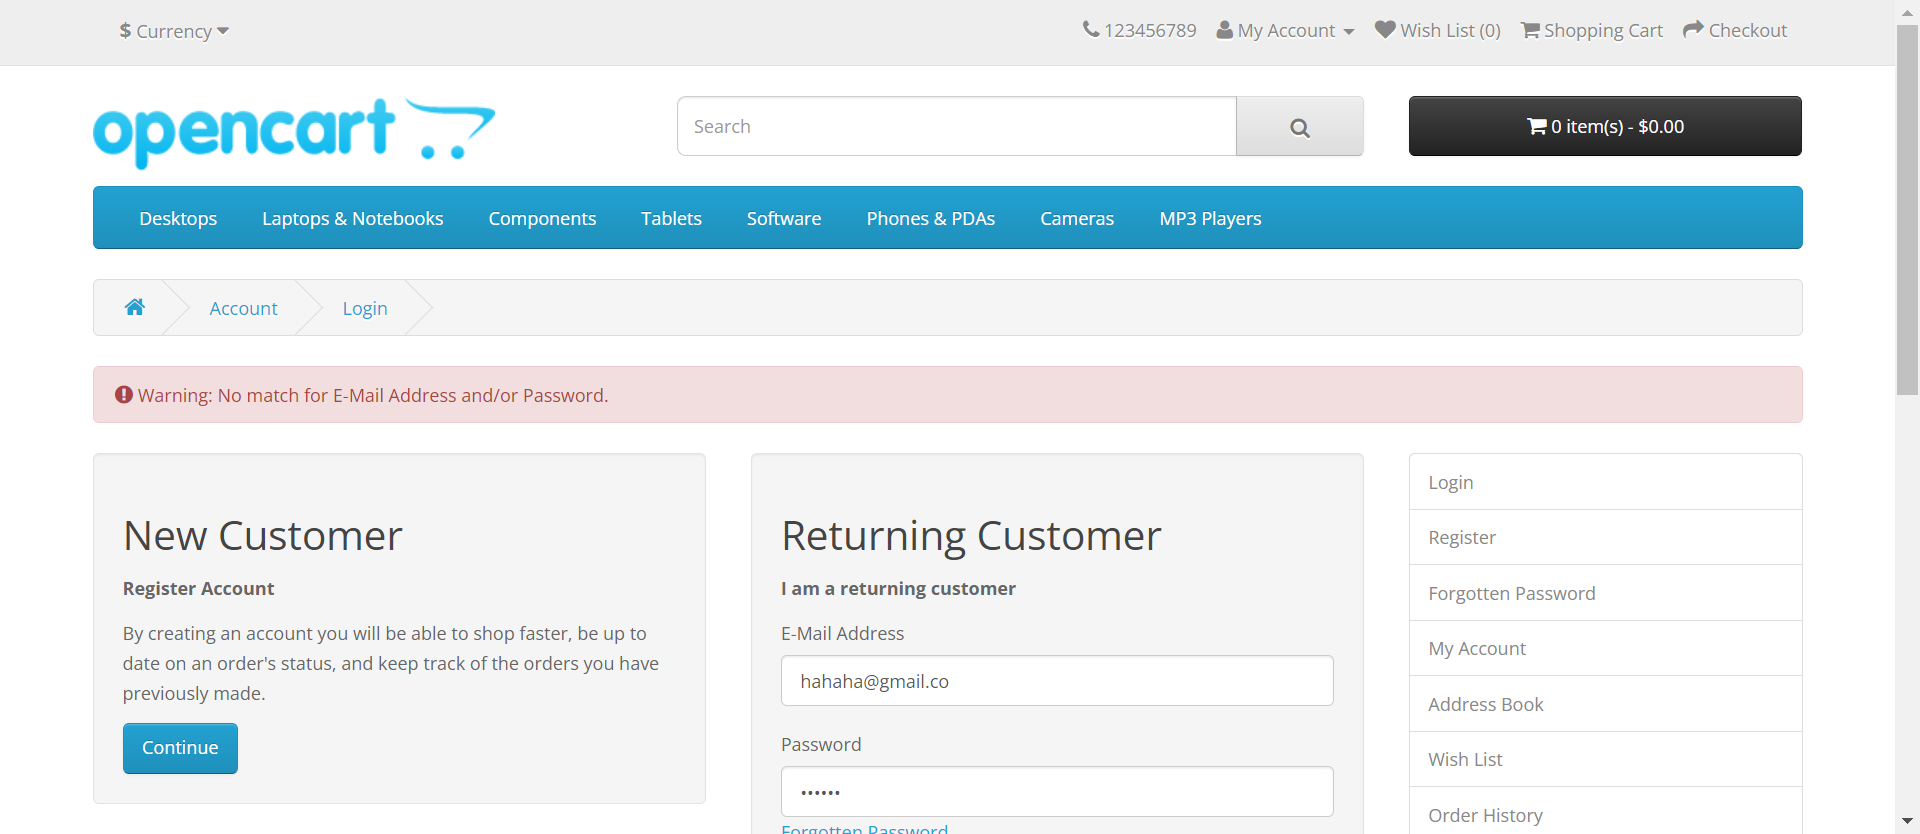 $ Currency
123456789 My Account Wish List (0) Shopping Cart Checkout
opencart
Search
0 item(s) - $0.00
Desktops Laptops & Notebooks Components Tablets Software Phones & PDAs Cameras MP3 Players
Account Login
Warning: No match for E-Mail Address and/or Password.
New Customer
Register Account
By creating an account you will be able to shop faster, be up to
date on an order's status, and keep track of the orders you have
previously made.
Continue
Returning Customer
I am a returning customer
E-Mail Address
hahaha@gmail.co
Password
••••••
Forgotten Password
Login
Register
Forgotten Password
My Account
Address Book
Wish List
Order History